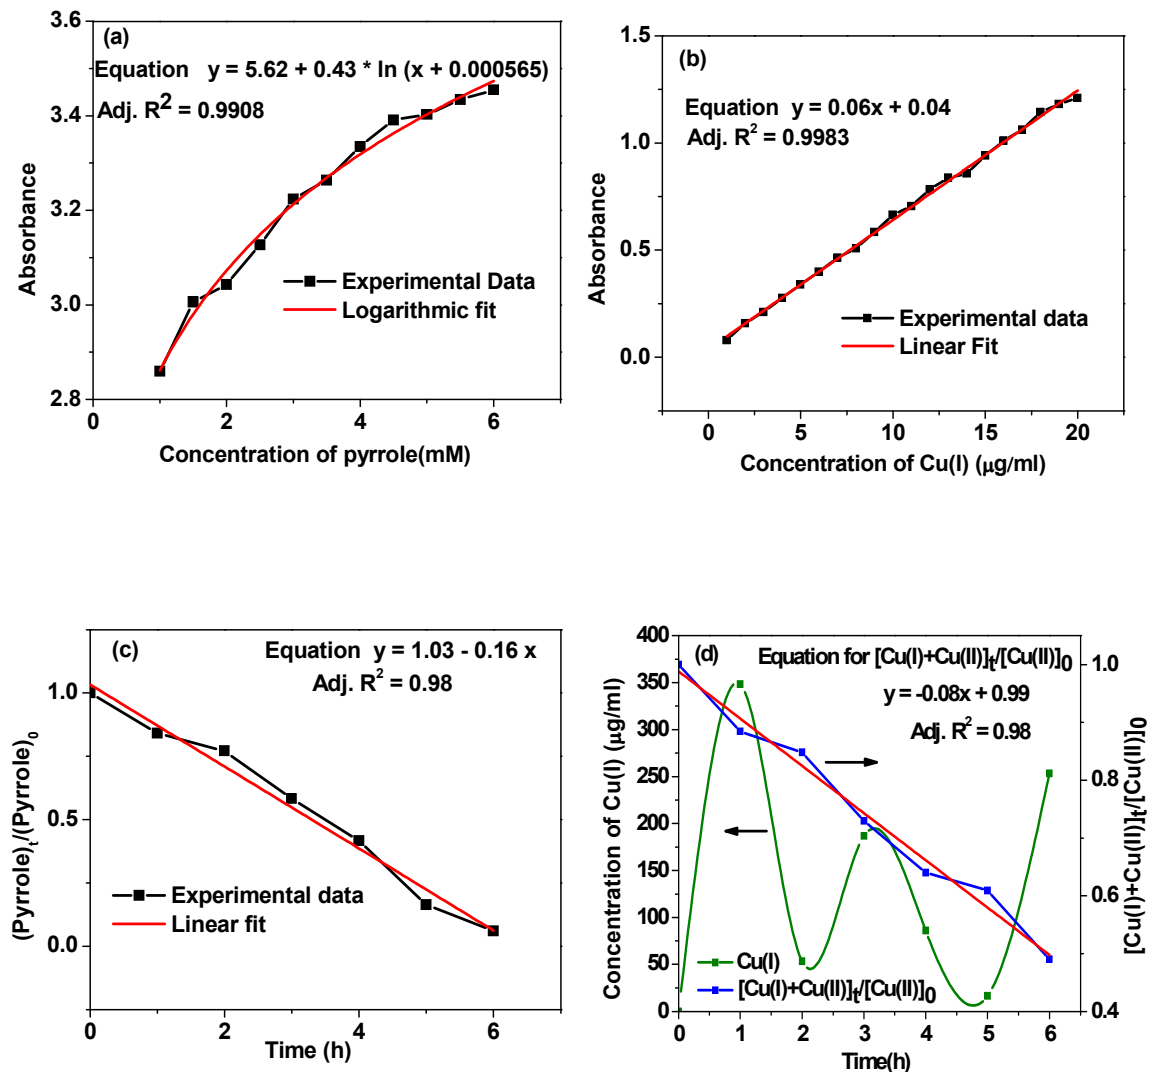 (a)
Equation y = 5.62 + 0.43 * ln (x + 0.000565)
Adj. R² = 0.9908
3.6
3.4
3.2
3.0
2.8
Absorbance
Experimental Data
Logarithmic fit
0 2 4 6
Concentration of pyrrole(mM)
(b)
Equation y = 0.06x + 0.04
Adj. R² = 0.9983
1.5
1.0
0.5
0.0
Absorbance
Experimental data
Linear Fit
0 5 10 15 20
Concentration of Cu(I) (μg/ml)
(c)
Equation y = 1.03 - 0.16 x
Adj. R² = 0.98
1.0
0.5
0.0
(Pyrrole)t/(Pyrrole)0
Experimental data
Linear fit
0 2 4 6
Time (h)
(d)
Equation for [Cu(I)+Cu(II)]t/[Cu(II)]0
y = -0.08x + 0.99
Adj. R² = 0.98
400
350
300
250
200
150
100
50
0
Concentration of Cu(I) (μg/ml)
1.0
0.8
0.6
0.4
[Cu(I)+Cu(II)]t/[Cu(II)]0
Cu(I)
[Cu(I)+Cu(II)]t/[Cu(II)]0
0 1 2 3 4 5 6
Time(h)